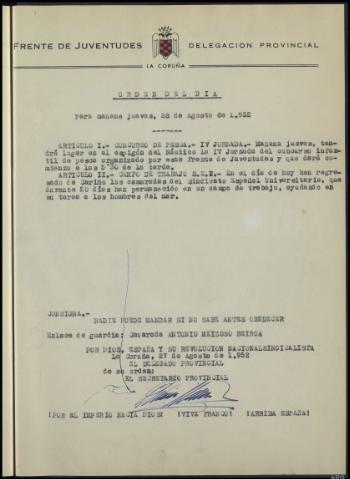 FRENTE DE JUVENTUDES DELEGACION PROVINCIAL
LA CORUÑA
ORDEN DEL DIA
para mañana jueves, 28 de Agosto de 1.952
ARTICULO I.- CONCURSO DE PESCA.- IV JORNADA.- Mañana jueves, ten-
drá lugar en el espigón del Náutico la IV Jornada del concurso infan-
til de pesca organizado por este Frente de Juventudes y que dará co-
mienzo a las 5'30 de la tarde.
ARTICULO II.- CAMPO DE TRABAJO S.E.U.- En el día de hoy han regre-
sado de Cariño los camaradas del Sindicato Español Universitario, que
durante 20 días han permanecido en un campo de trabajo, ayudando en
su tarea a los hombres del mar.
CONSIGNA.-
NADIE PUEDE MANDAR SI NO SABE ANTES OBEDECER
Enlace de guardia: Camarada ANTONIO
POR DIOS, ESPAÑA Y SU REVOLUCION NACIONALSINDICALISTA
La Coruña, 27 de Agosto de 1,952
EL DELEGADO PROVINCIAL
de su orden:
EL SECRETARIO PROVINCIAL
¡POR EL IMPERIO HACIA DIOS! ¡VIVA FRANCO! ¡ARRIBA ESPAÑA!